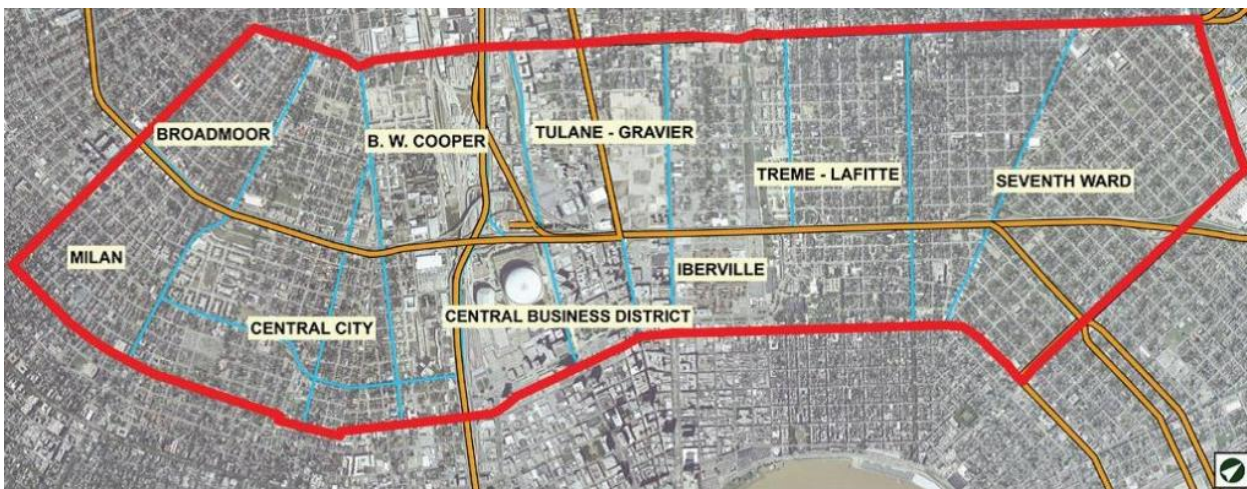 BROADMOOR
B. W. COOPER
TULANE - GRAVIER
TREME - LAFITTE
SEVENTH WARD
MILAN
IBERVILLE
CENTRAL CITY
CENTRAL BUSINESS DISTRICT